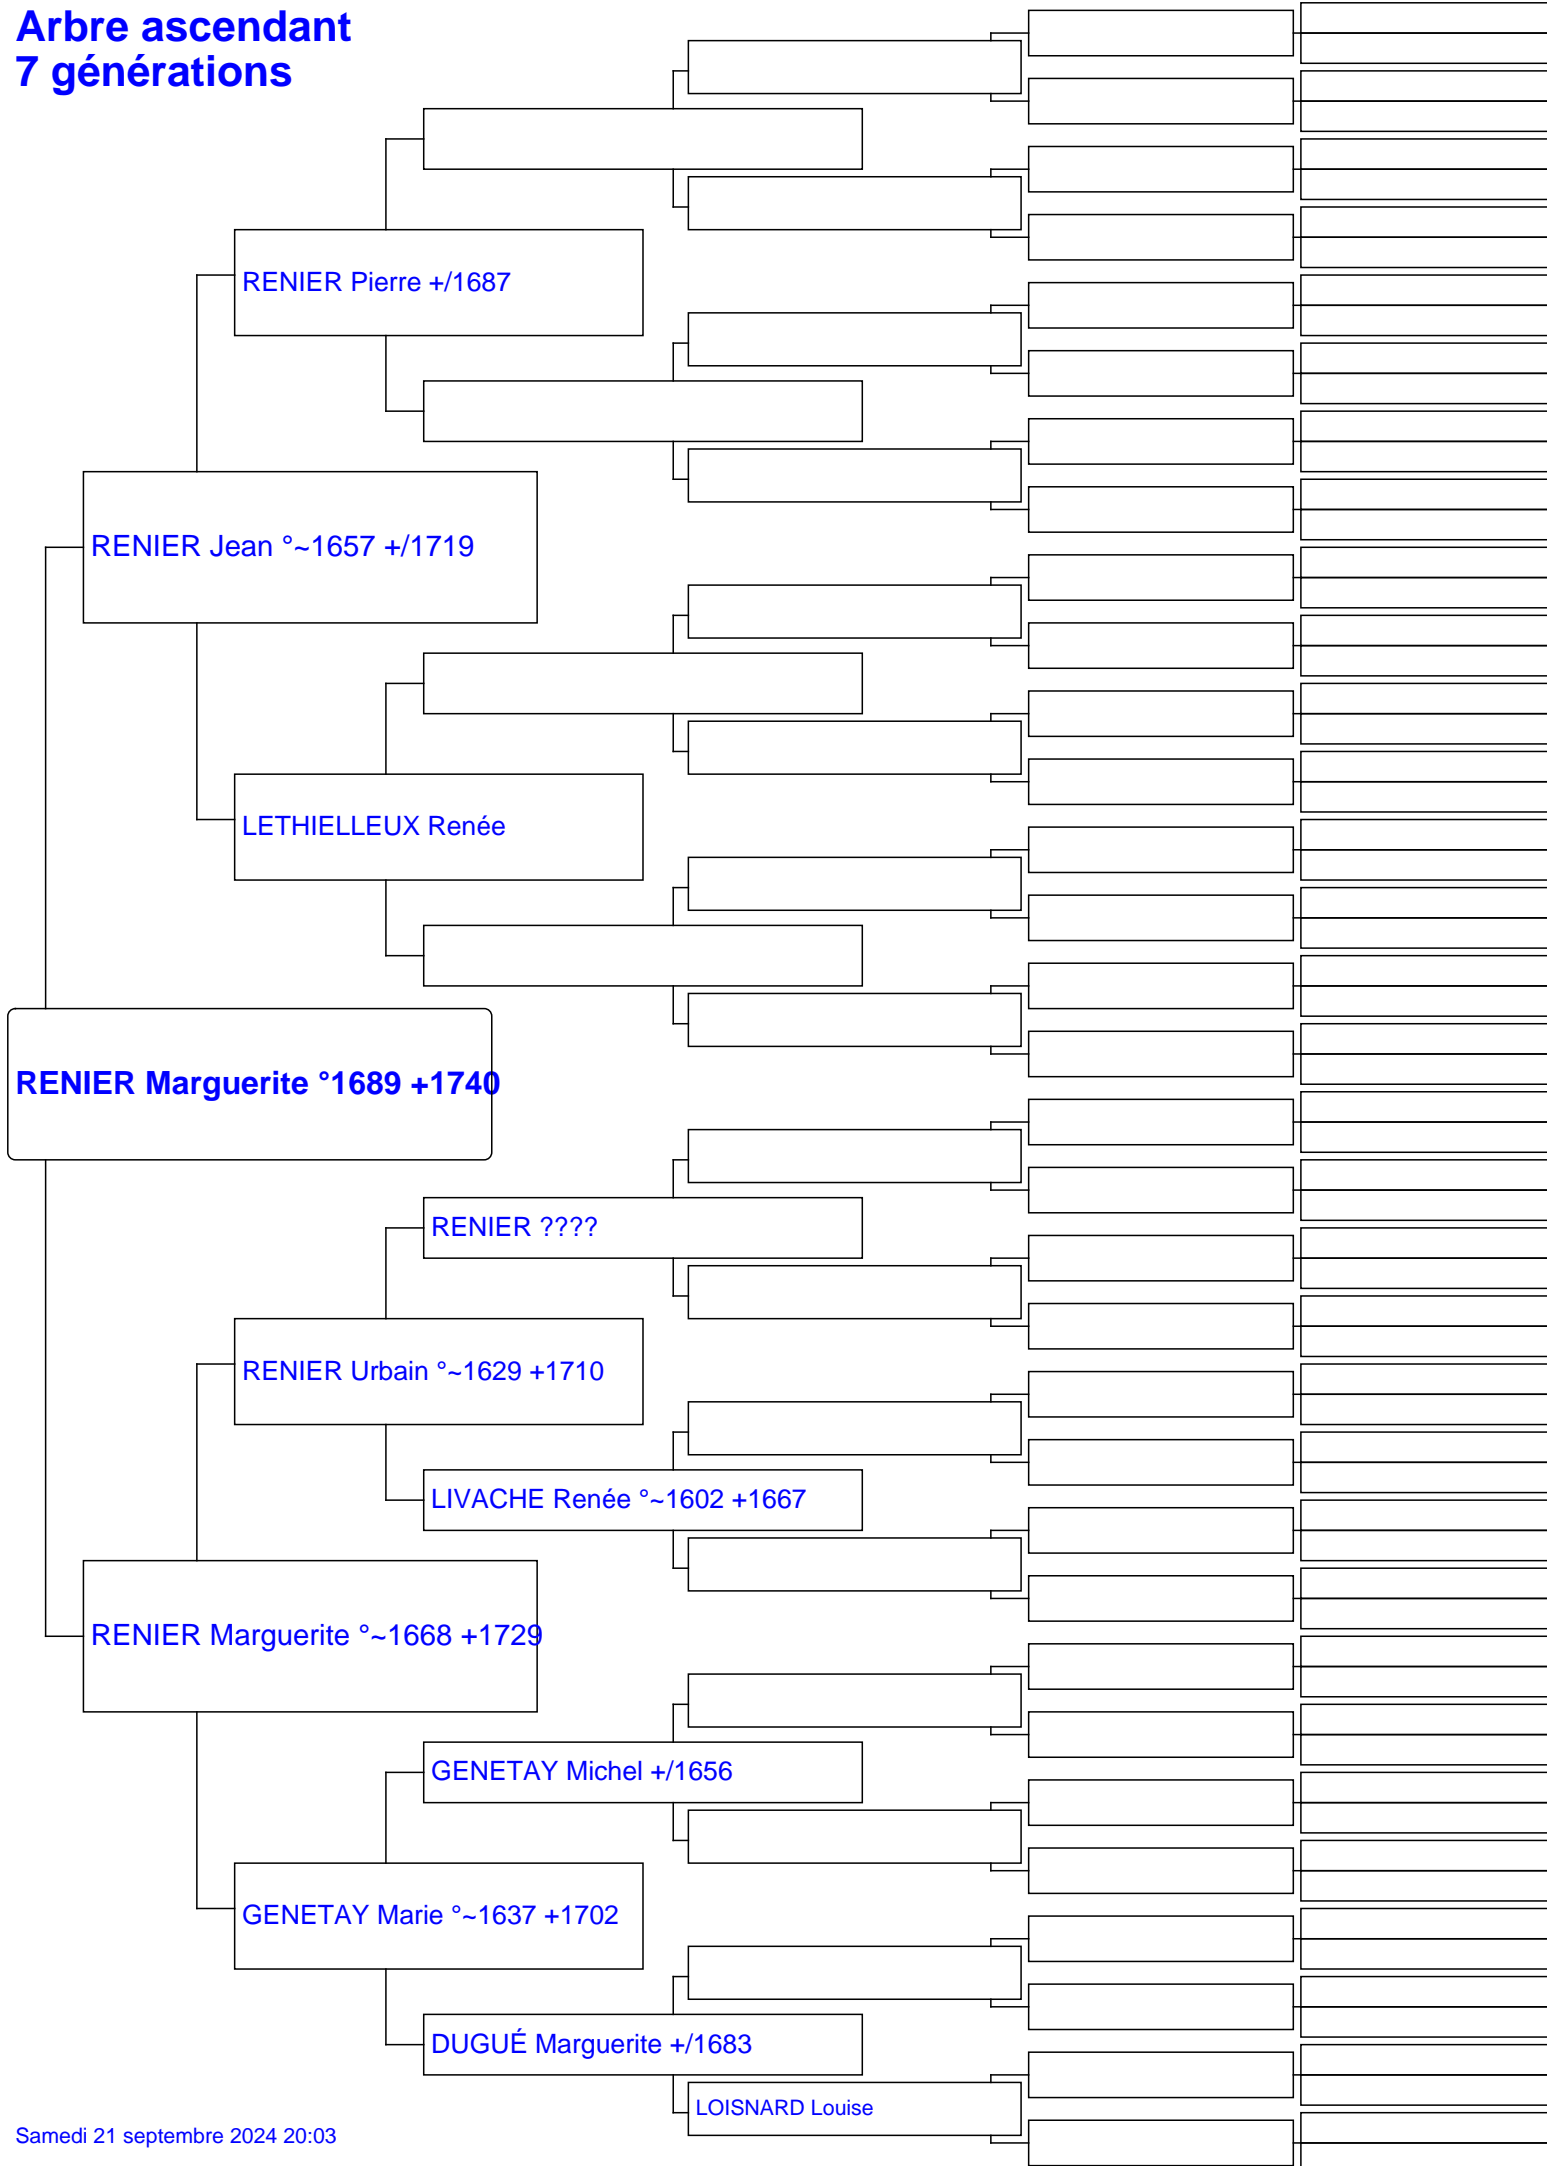 Arbre ascendant
7 générations
RENIER Pierre +/1687
RENIER Jean °~1657 +/1719
LETHIELLEUX Renée
RENIER Marguerite °1689 +1740
RENIER ????
RENIER Urbain °~1629 +1710
LIVACHE Renée °~1602 +1667
RENIER Marguerite °~1668 +1729
GENETAY Michel +/1656
GENETAY Marie °~1637 +1702
DUGUÉ Marguerite +/1683
LOISNARD Louise
Samedi 21 septembre 2024 20:03